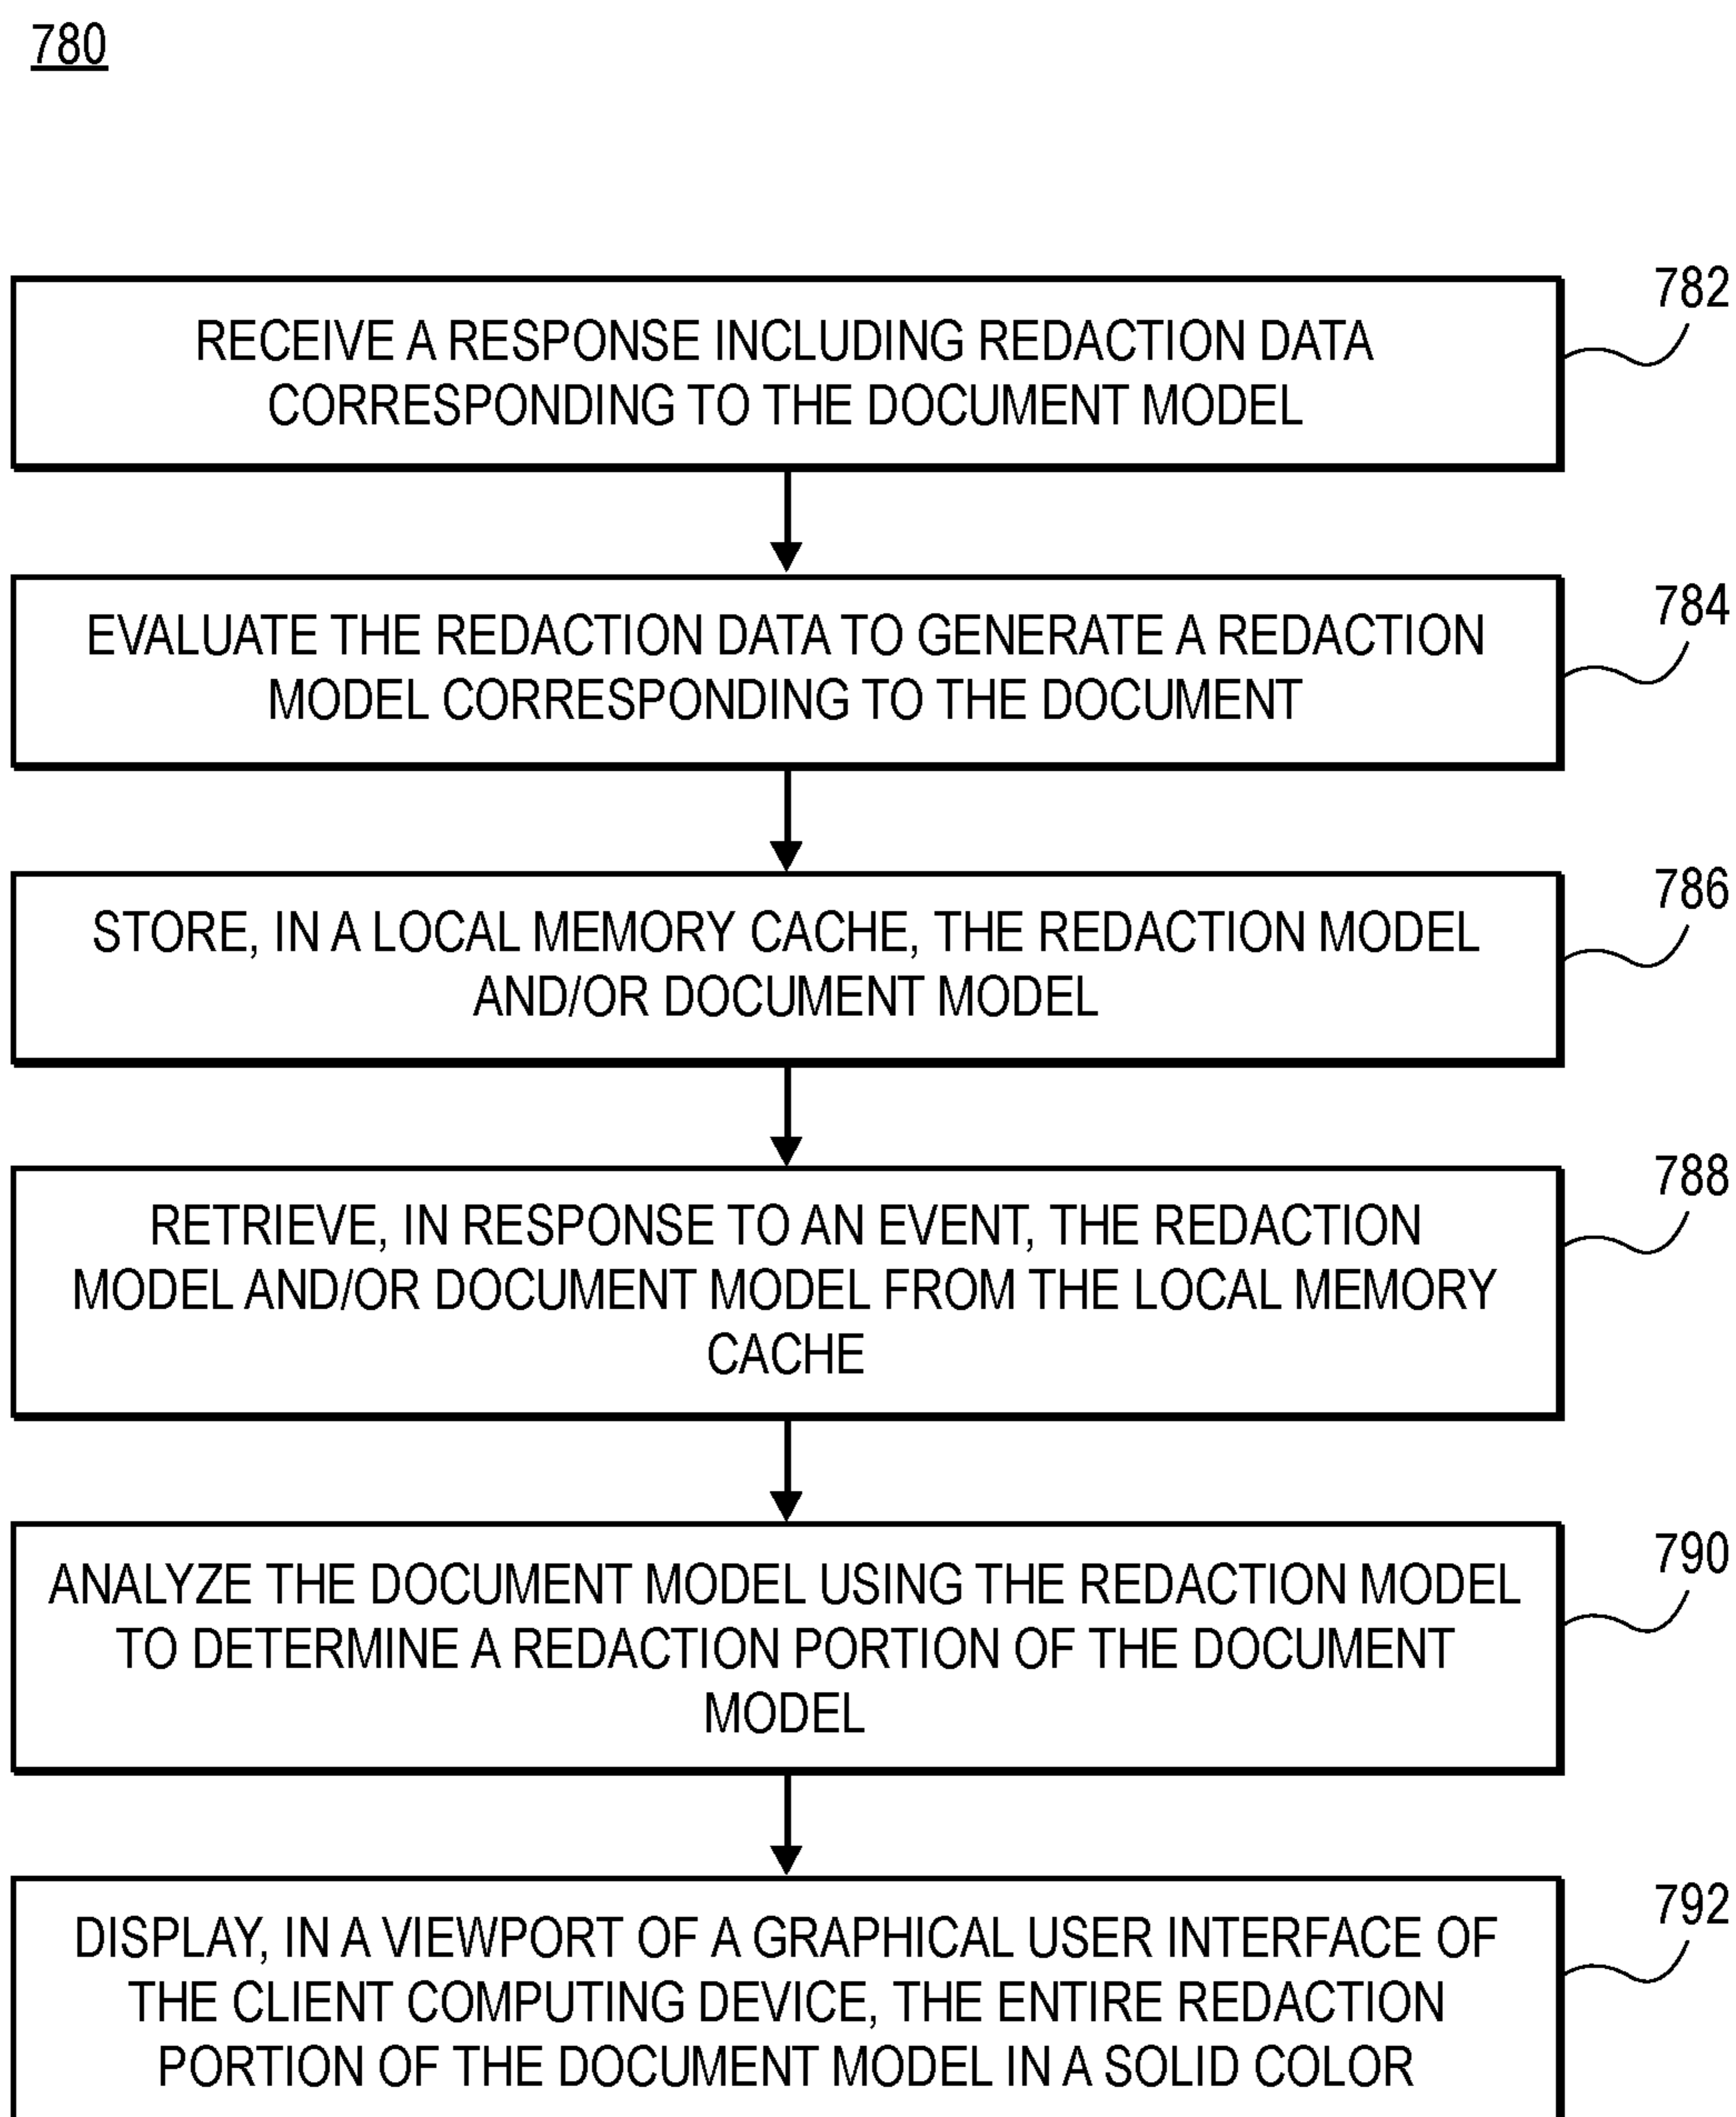 780
782
RECEIVE A RESPONSE INCLUDING REDACTION DATA
CORRESPONDING TO THE DOCUMENT MODEL
784
EVALUATE THE REDACTION DATA TO GENERATE A REDACTION
MODEL CORRESPONDING TO THE DOCUMENT
786
STORE, IN A LOCAL MEMORY CACHE, THE REDACTION MODEL
AND/OR DOCUMENT MODEL
788
RETRIEVE, IN RESPONSE TO AN EVENT, THE REDACTION
MODEL AND/OR DOCUMENT MODEL FROM THE LOCAL MEMORY
CACHE
790
ANALYZE THE DOCUMENT MODEL USING THE REDACTION MODEL
TO DETERMINE A REDACTION PORTION OF THE DOCUMENT
MODEL
792
DISPLAY, IN A VIEWPORT OF A GRAPHICAL USER INTERFACE OF
THE CLIENT COMPUTING DEVICE, THE ENTIRE REDACTION
PORTION OF THE DOCUMENT MODEL IN A SOLID COLOR